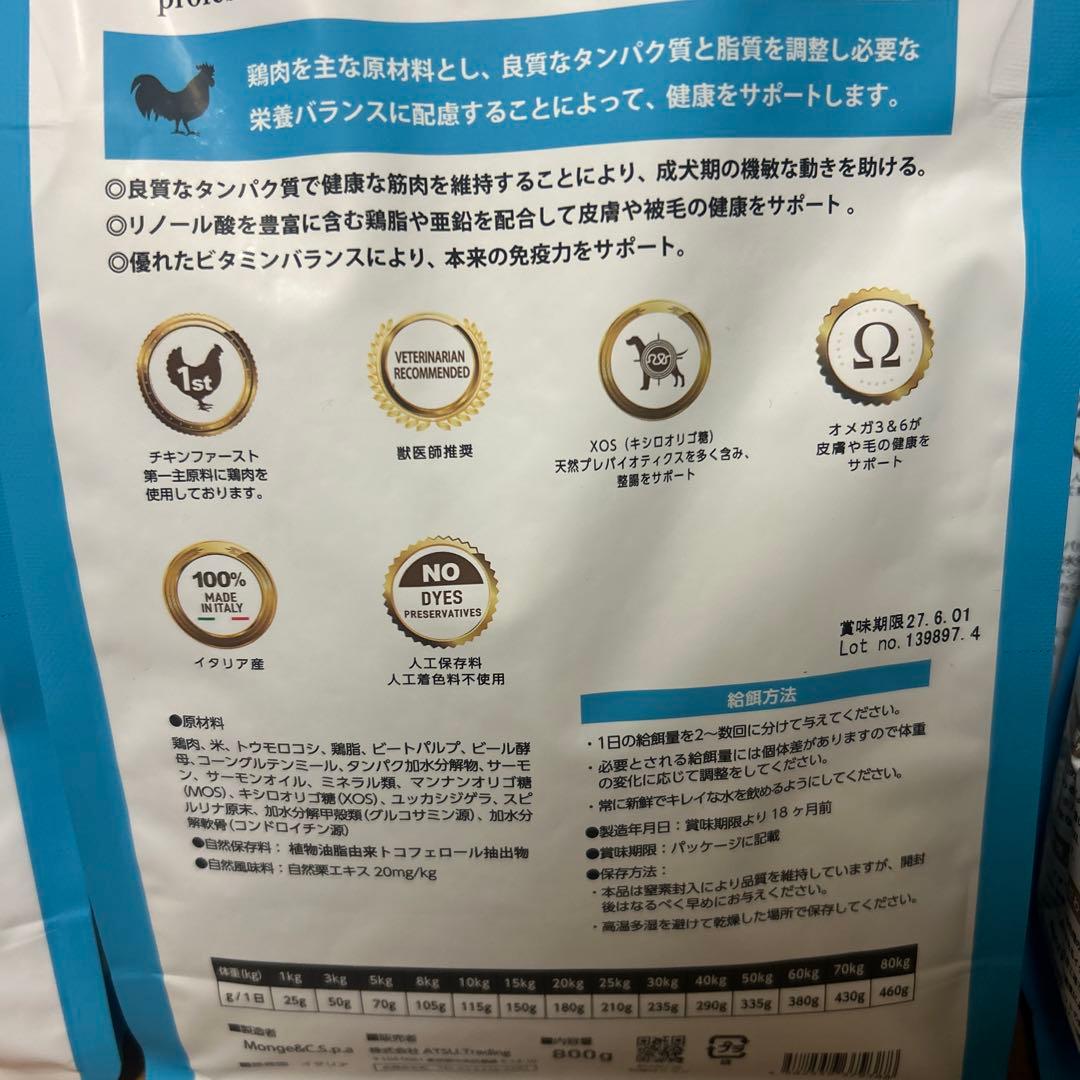 鶏肉を主な原材料とし、良質なタンパク質と脂質を調整し必要な
栄養バランスに配慮することによって、健康をサポートします。
◎良質なタンパク質で健康な筋肉を維持することにより、成犬期の機敏な動きを助ける。
◎リノール酸を豊富に含む鶏脂や亜鉛を配合して皮膚や被毛の健康をサポート。
◎優れたビタミンバランスにより、本来の免疫力をサポート。
1st
チキンファースト
第一主原料に鶏肉を
使用しております。
VETERINARIAN
RECOMMENDED
獣医師推奨
XOS（キシロオリゴ糖）
天然プレバイオティクスを多く含み、
整腸をサポート
Ω
オメガ3＆6が
皮膚や毛の健康を
サポート
100%
MADE
IN ITALY
イタリア産
NO
DYES
PRESERVATIVES
人工保存料
人工着色料不使用
賞味期限27.6.01
Lot no.139897.4
●原材料
鶏肉、米、トウモロコシ、鶏脂、ビートパルプ、ビール酵
母、コーングルテンミール、タンパク加水分解物、サーモ
ン、サーモンオイル、ミネラル類、マンナンオリゴ糖
(MOS)、キシロオリゴ糖(XOS)、ユッカシジゲラ、スピ
ルリナ原末、加水分解甲殻類(グルコサミン源)、加水分
解軟骨(コンドロイチン源)
●自然保存料：植物油脂由来トコフェロール抽出物
●自然風味料：自然栗エキス 20mg/kg
給餌方法
・1日の給餌量を2〜数回に分けて与えてください。
・必要とされる給餌量には個体差がありますので体重
の変化に応じて調整をしてください。
・常に新鮮でキレイな水を飲めるようにしてください。
●製造年月日：賞味期限より18ヶ月前
●賞味期限：パッケージに記載
●保存方法：
・本品は窒素封入により品質を維持していますが、開封
後はなるべく早めにお与えください。
・高温多湿を避けて乾燥した場所で保存してください。
体重(kg) 1kg 3kg 5kg 8kg 10kg 15kg 20kg 25kg 30kg 40kg 50kg 60kg 70kg 80kg
g/1日 25g 50g 70g 105g 115g 150g 180g 210g 235g 290g 335g 380g 430g 460g
■製造者
Monge&C.S.p.a
■販売者
株式会社 ATSU.Trading
■内容量
800g
プラ
イタリア